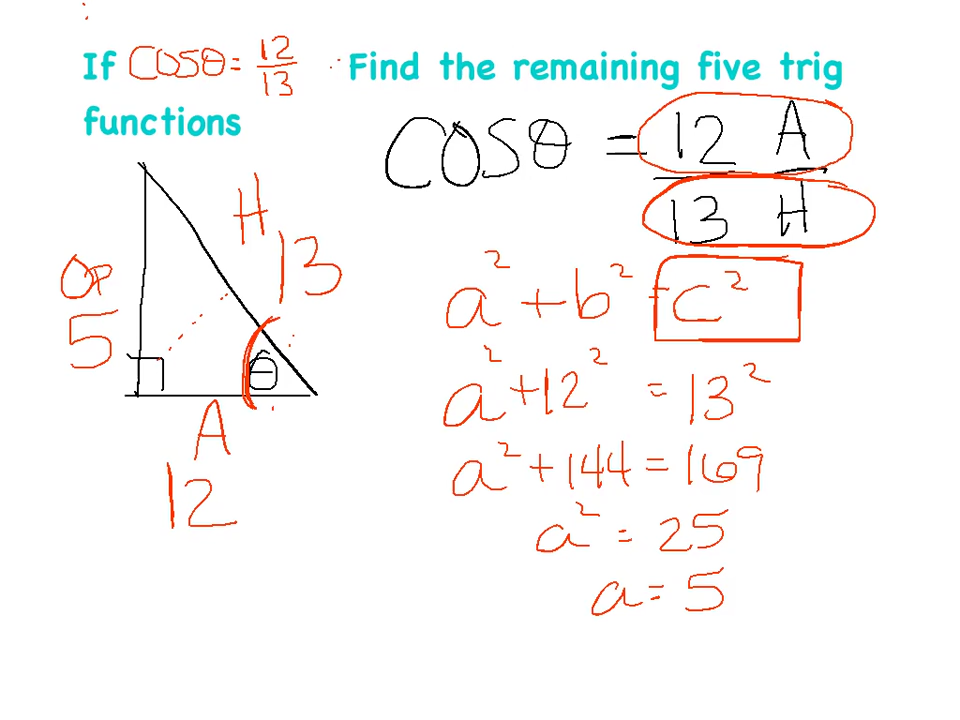 If COSθ = 12/13 Find the remaining five trig
functions
COSθ = 12 A
13 H
H
13
OP
5
θ
A
12
a² + b² = c²
a² + 12² = 13²
a² + 144 = 169
a² = 25
a = 5